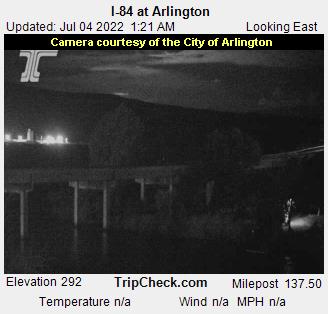 I-84 at Arlington
Updated: Jul 04 2022 1:21 AM Looking East
Camera courtesy of the City of Arlington
Elevation 292 TripCheck.com Milepost 137.50
Temperature n/a Wind n/a MPH n/a